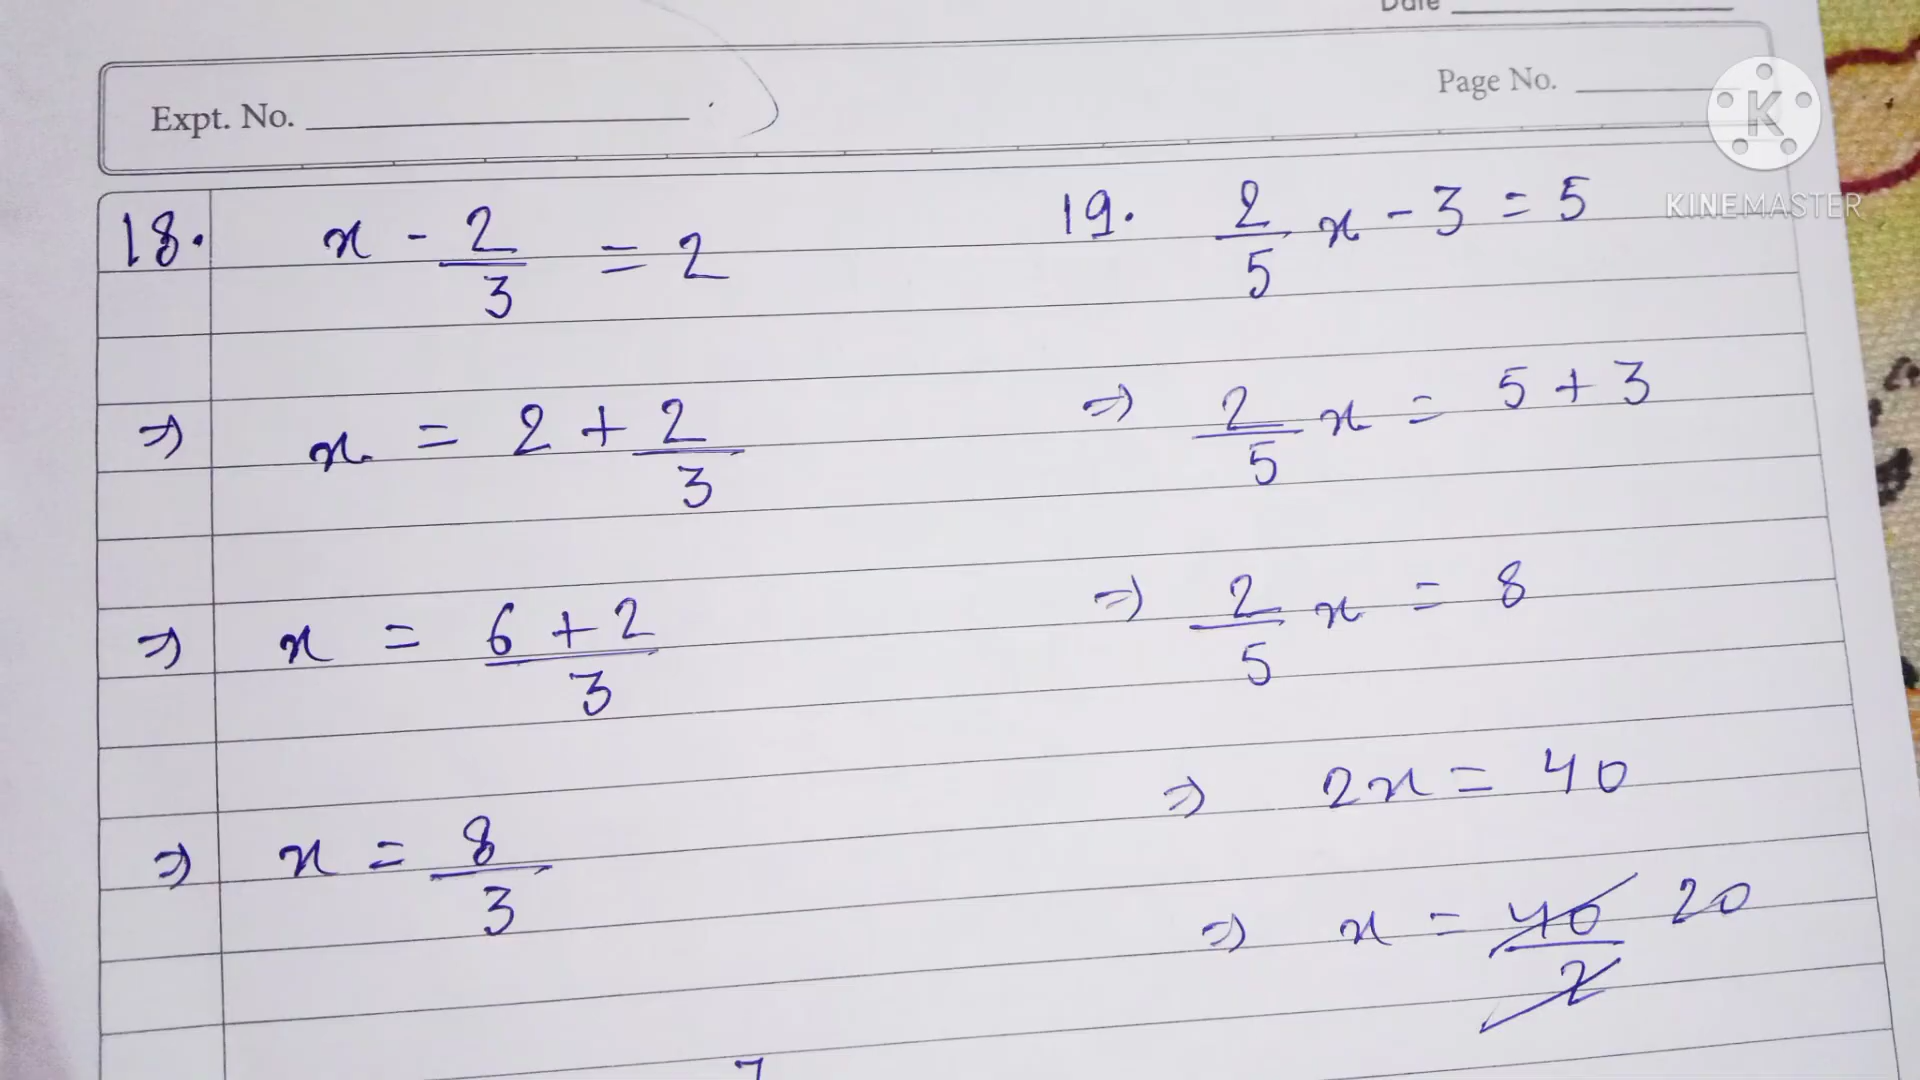 Date
Expt. No.
Page No.
K
KINEMASTER
18. x - 2/3 = 2
⇒ x = 2 + 2/3
⇒ x = (6 + 2)/3
⇒ x = 8/3
19. 2/5 x - 3 = 5
⇒ 2/5 x = 5 + 3
⇒ 2/5 x = 8
⇒ 2x = 40
⇒ x = 40/2 20